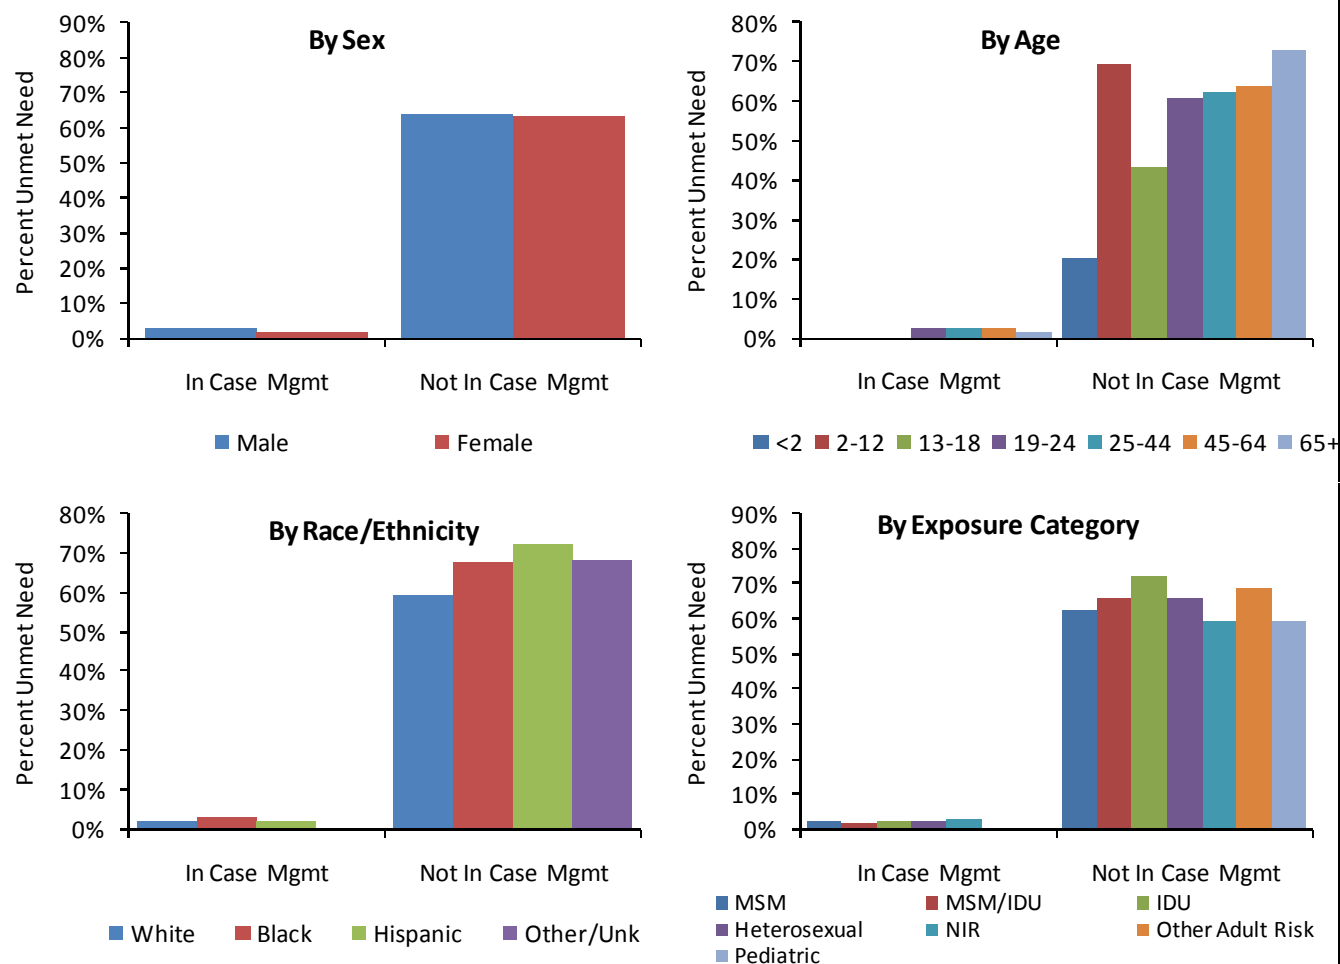 By Sex
Percent Unmet Need
90%
80%
70%
60%
50%
40%
30%
20%
10%
0%
In Case Mgmt
Not In Case Mgmt
Male
Female
By Age
Percent Unmet Need
80%
70%
60%
50%
40%
30%
20%
10%
0%
In Case Mgmt
Not In Case Mgmt
<2
2-12
13-18
19-24
25-44
45-64
65+
By Race/Ethnicity
Percent Unmet Need
80%
70%
60%
50%
40%
30%
20%
10%
0%
In Case Mgmt
Not In Case Mgmt
White
Black
Hispanic
Other/Unk
By Exposure Category
Percent Unmet Need
90%
80%
70%
60%
50%
40%
30%
20%
10%
0%
In Case Mgmt
Not In Case Mgmt
MSM
MSM/IDU
IDU
Heterosexual
NIR
Other Adult Risk
Pediatric